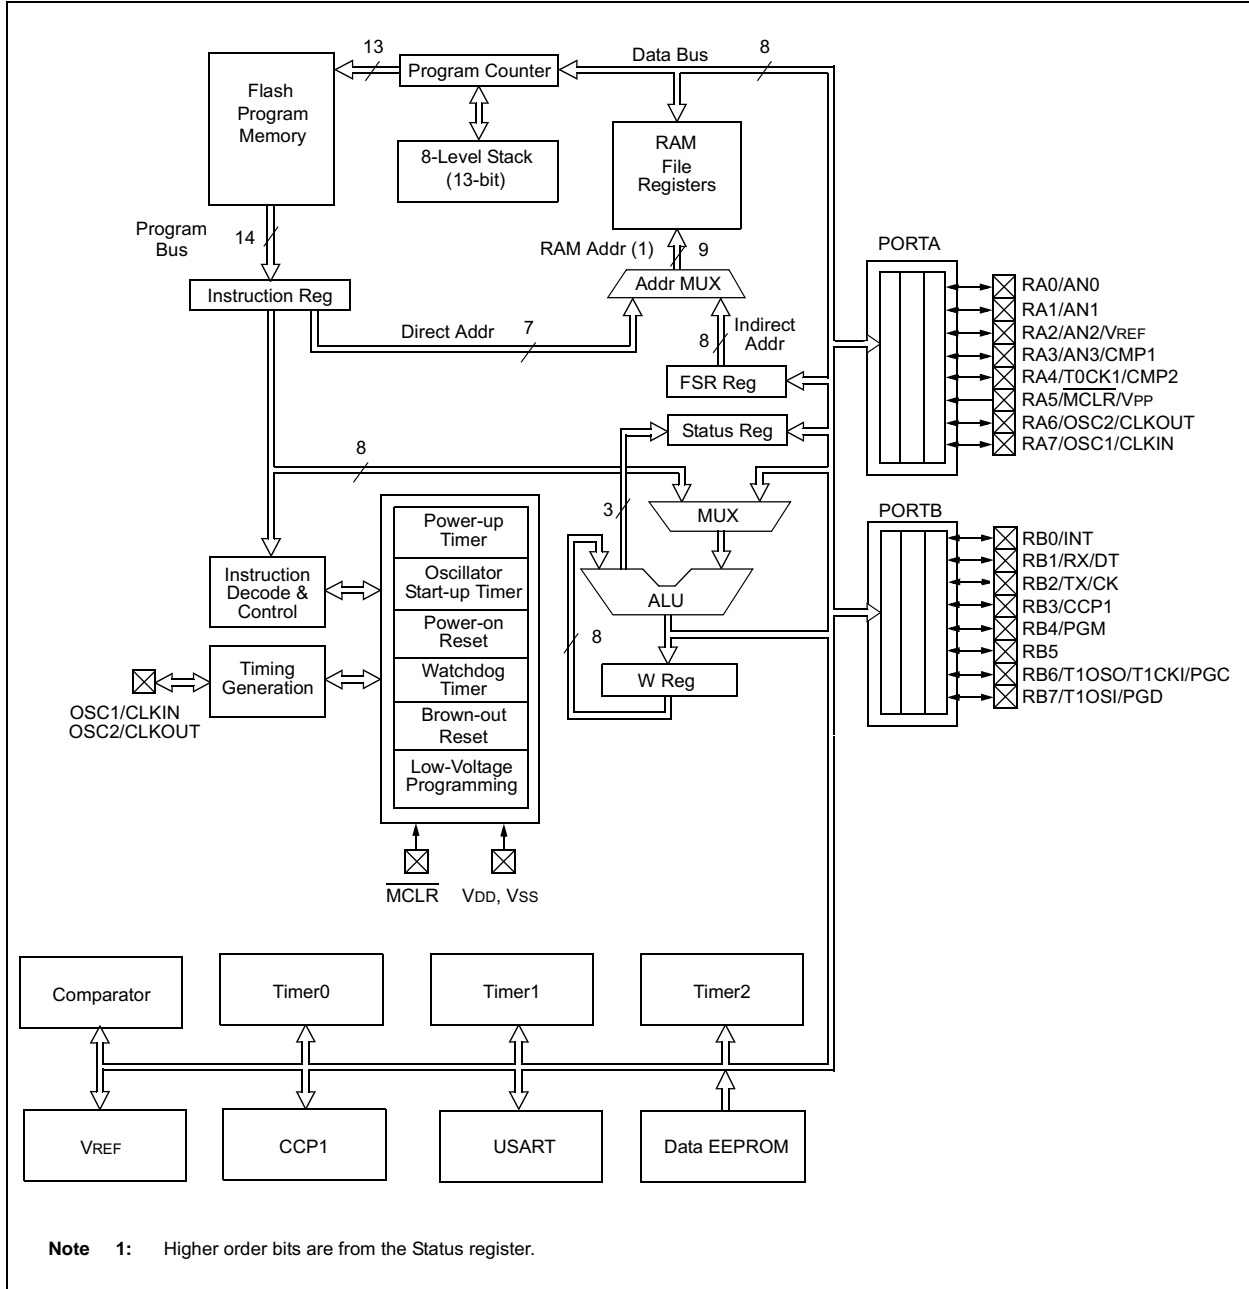 13
Data Bus
8
Flash
Program
Memory
Program Counter
8-Level Stack
(13-bit)
RAM
File
Registers
Program
Bus
14
RAM Addr (1)
9
Addr MUX
Instruction Reg
Direct Addr
7
8
Indirect
Addr
FSR Reg
Status Reg
8
3
MUX
ALU
8
W Reg
Instruction
Decode &
Control
Timing
Generation
OSC1/CLKIN
OSC2/CLKOUT
Power-up
Timer
Oscillator
Start-up Timer
Power-on
Reset
Watchdog
Timer
Brown-out
Reset
Low-Voltage
Programming
MCLR
VDD, VSS
PORTA
RA0/AN0
RA1/AN1
RA2/AN2/VREF
RA3/AN3/CMP1
RA4/T0CK1/CMP2
RA5/MCLR/VPP
RA6/OSC2/CLKOUT
RA7/OSC1/CLKIN
PORTB
RB0/INT
RB1/RX/DT
RB2/TX/CK
RB3/CCP1
RB4/PGM
RB5
RB6/T1OSO/T1CKI/PGC
RB7/T1OSI/PGD
Comparator
Timer0
Timer1
Timer2
VREF
CCP1
USART
Data EEPROM
Note 1: Higher order bits are from the Status register.